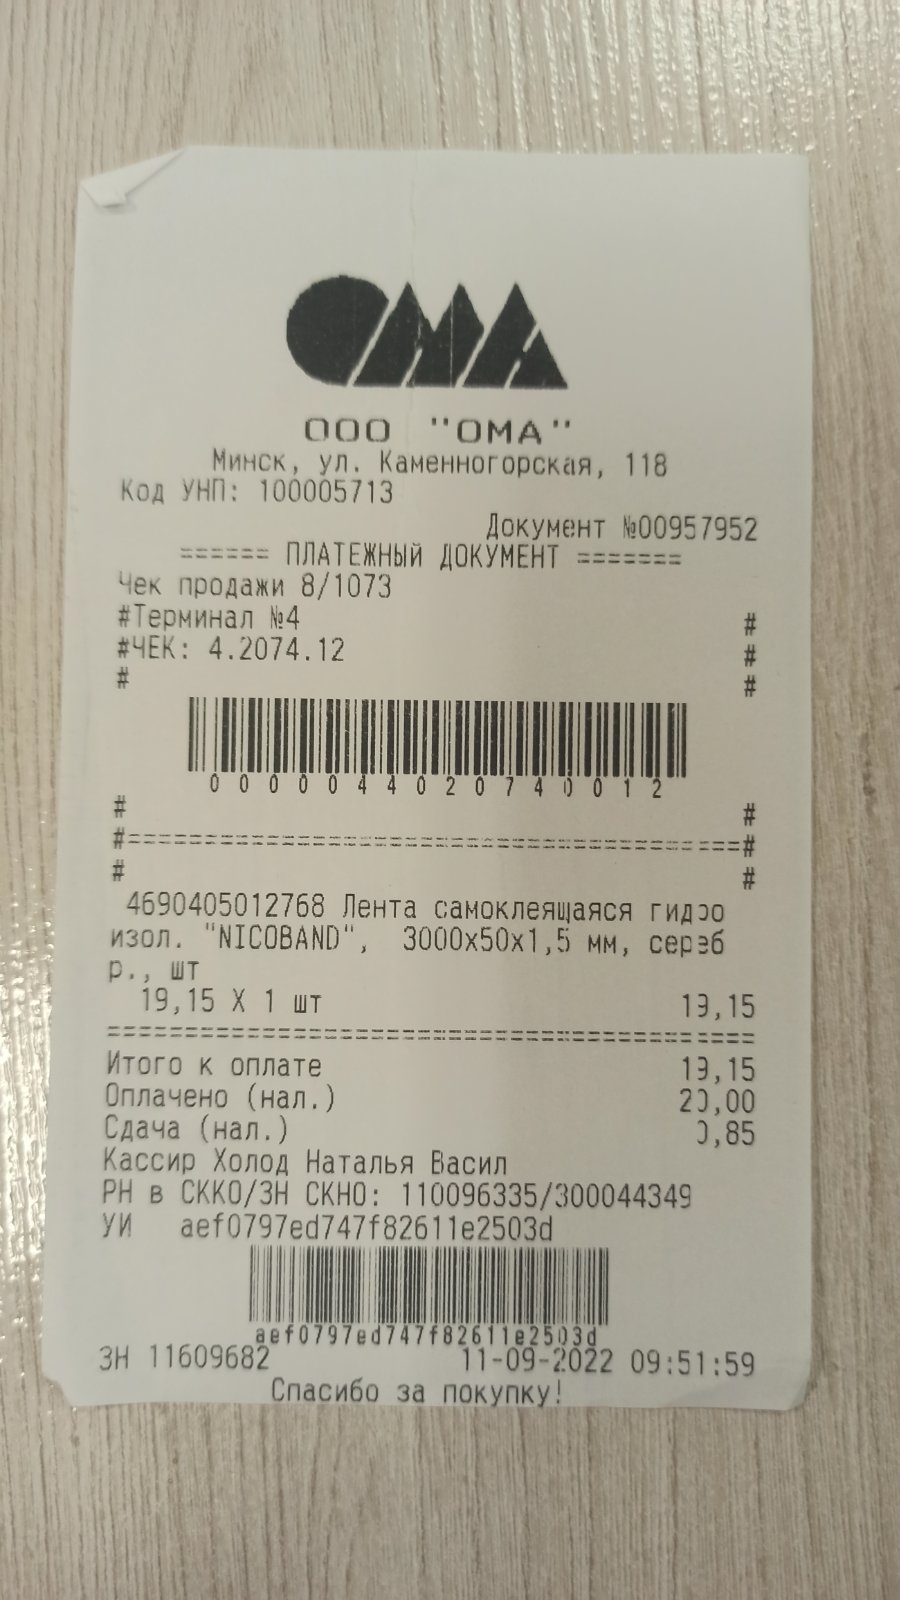 ОМА
ООО "ОМА"
Минск, ул. Каменногорская, 118
Код УНП: 100005713
Документ №00957952
====== ПЛАТЕЖНЫЙ ДОКУМЕНТ =======
Чек продажи 8/1073
#Терминал №4 #
#ЧЕК: 4.2074.12 #
# #
0000044020740012
# #
#=======================================#
# #
4690405012768 Лента самоклеящаяся гидро
изол. "NICOBAND", 3000х50х1,5 мм, сереб
р., шт
19,15 X 1 шт 19,15
=========================================
Итого к оплате 19,15
Оплачено (нал.) 20,00
Сдача (нал.) 0,85
Кассир Холод Наталья Васил
РН в СККО/ЗН СКНО: 110096335/300044349
УИ aef0797ed747f82611e2503d
aef0797ed747f82611e2503d
ЗН 11609682 11-09-2022 09:51:59
Спасибо за покупку!